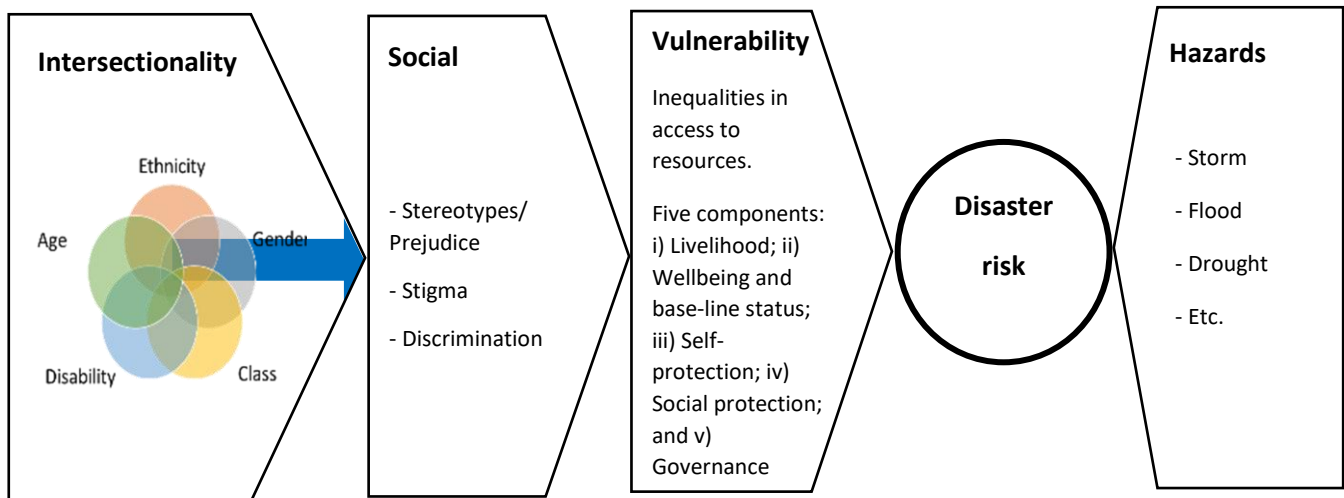 Intersectionality
Ethnicity
Age
Gender
Disability
Class
Social
- Stereotypes/
Prejudice
- Stigma
- Discrimination
Vulnerability
Inequalities in
access to
resources.
Five components:
i) Livelihood; ii)
Wellbeing and
base-line status;
iii) Self-
protection; iv)
Social protection;
and v)
Governance
Disaster
risk
Hazards
- Storm
- Flood
- Drought
- Etc.